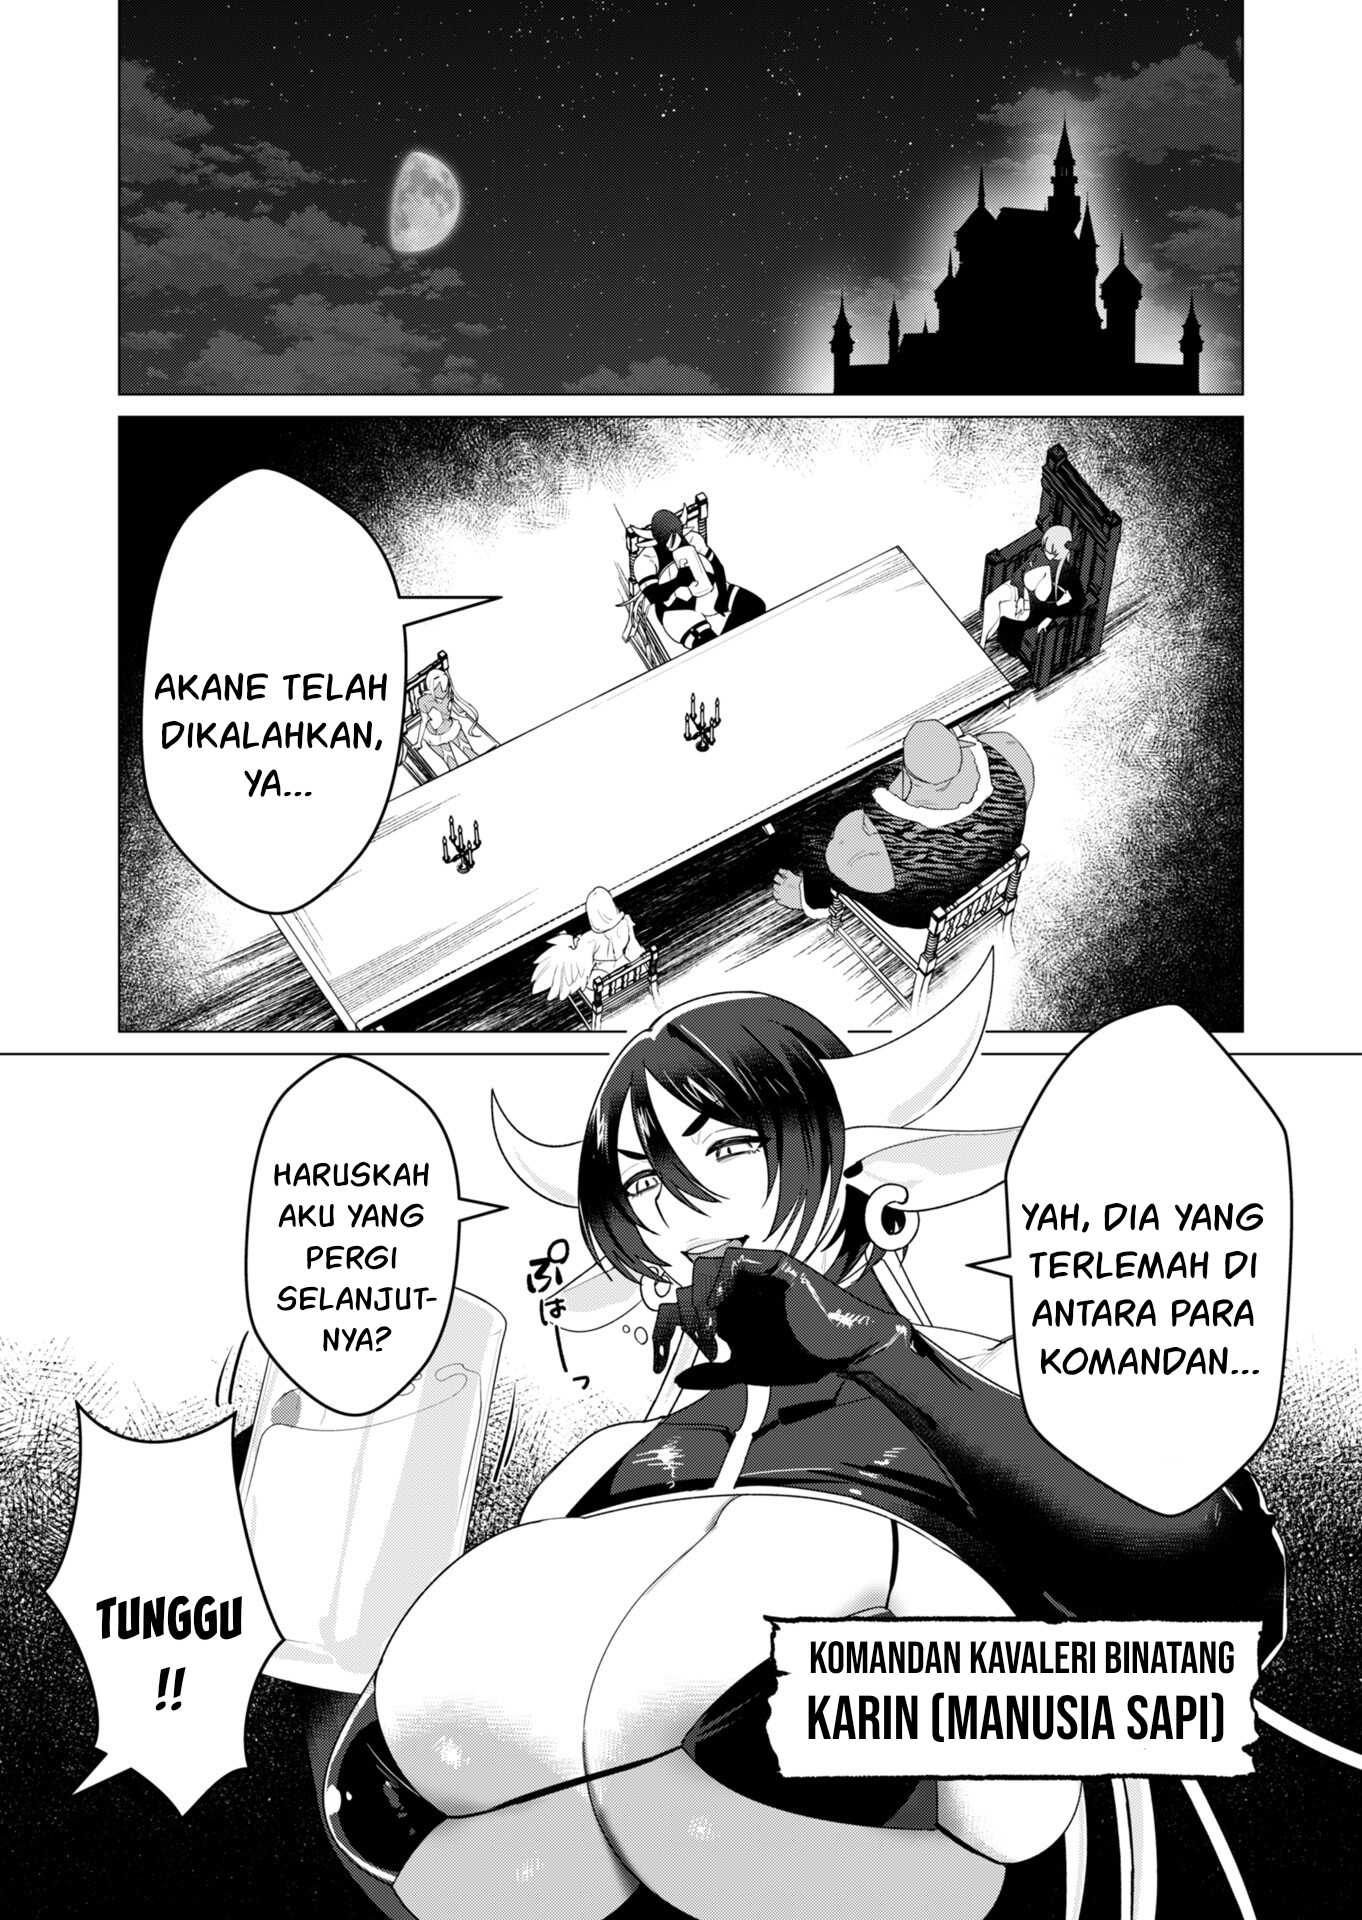 AKANE TELAH
DIKALAHKAN,
YA...
YAH, DIA YANG
TERLEMAH DI
ANTARA PARA
KOMANDAN...
HARUSKAH
AKU YANG
PERGI
SELANJUT-
NYA?
ぷはーっ
TUNGGU
!!
KOMANDAN KAVALERI BINATANG
KARIN (MANUSIA SAPI)